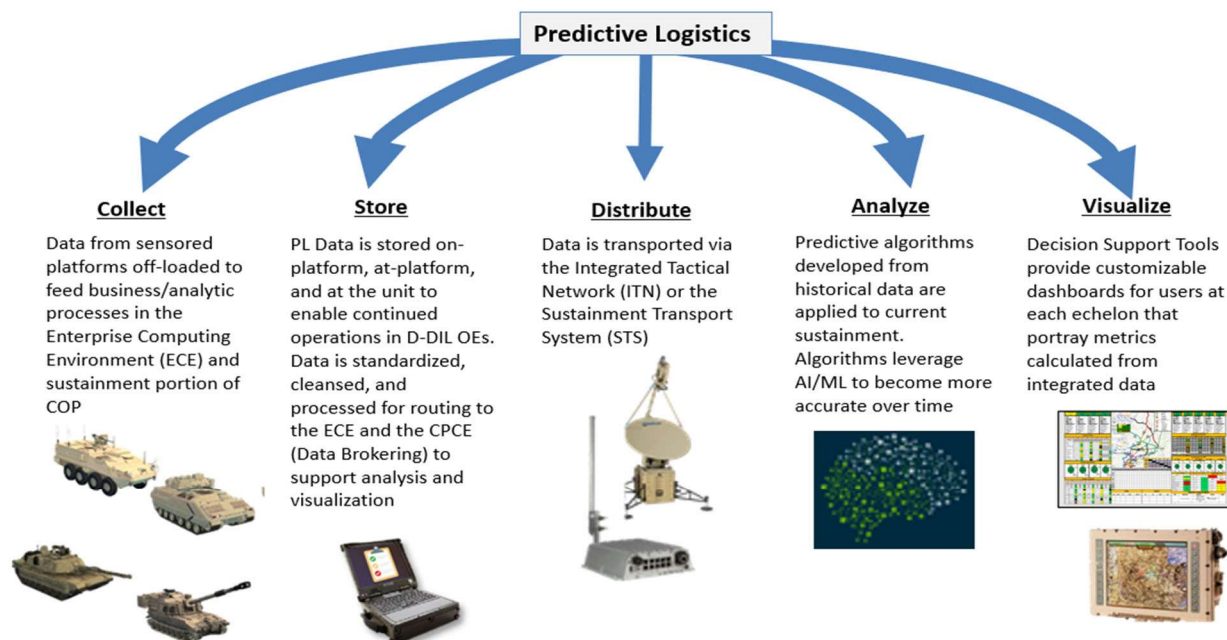 Predictive Logistics
Collect
Data from sensored
platforms off-loaded to
feed business/analytic
processes in the
Enterprise Computing
Environment (ECE) and
sustainment portion of
COP
Store
PL Data is stored on-
platform, at-platform,
and at the unit to
enable continued
operations in D-DIL OEs.
Data is standardized,
cleansed, and
processed for routing to
the ECE and the CPCE
(Data Brokering) to
support analysis and
visualization
Distribute
Data is transported via
the Integrated Tactical
Network (ITN) or the
Sustainment Transport
System (STS)
Analyze
Predictive algorithms
developed from
historical data are
applied to current
sustainment.
Algorithms leverage
AI/ML to become more
accurate over time
Visualize
Decision Support Tools
provide customizable
dashboards for users at
each echelon that
portray metrics
calculated from
integrated data